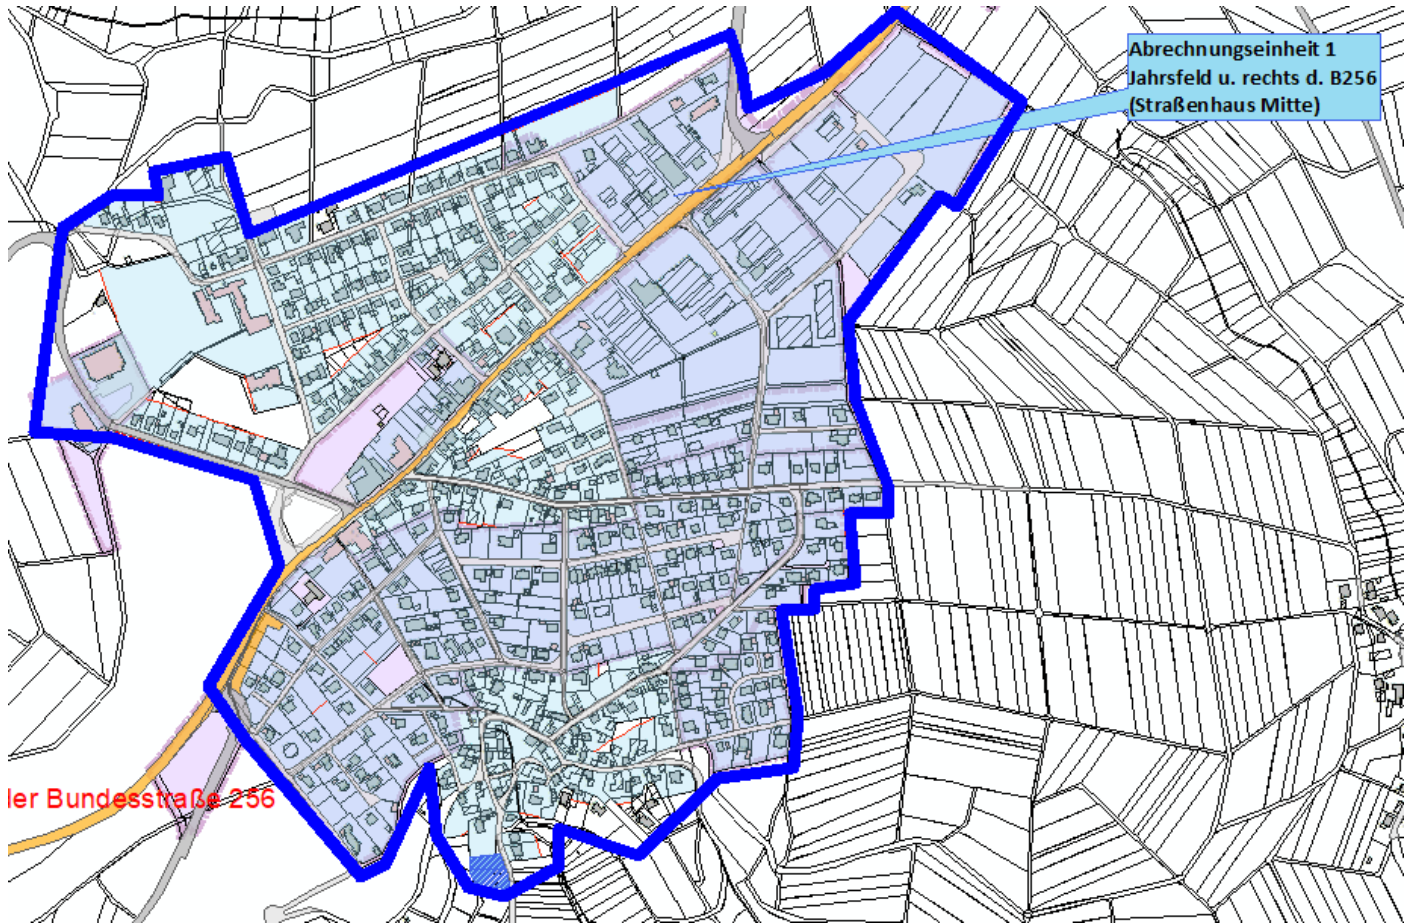 Abrechnungseinheit 1
Jahrsfeld u. rechts d. B256
(Straßenhaus Mitte)
ler Bundesstraße 256